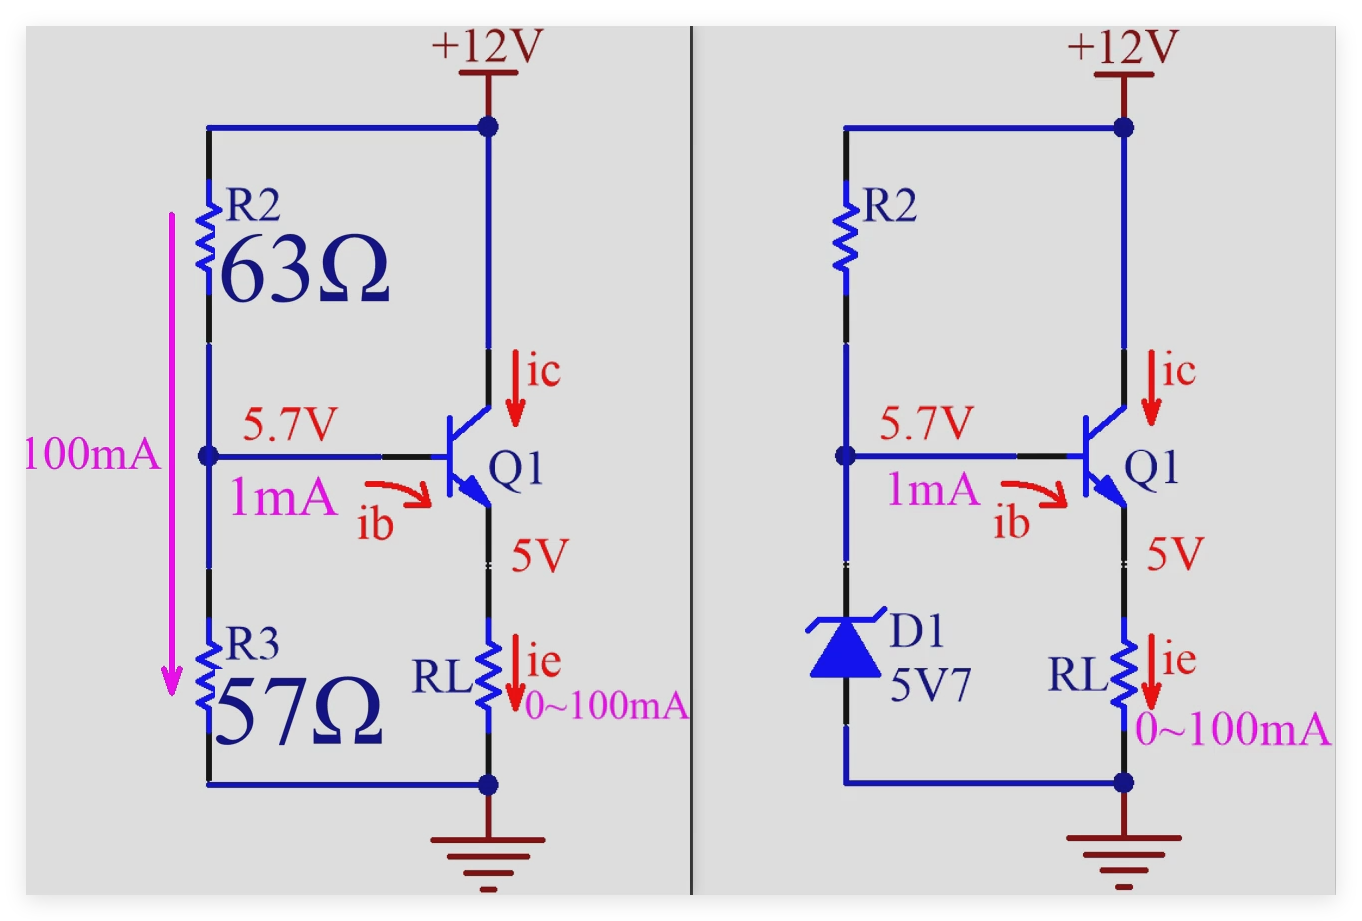 +12V
R2
63Ω
ic
5.7V
100mA
Q1
1mA
ib
5V
R3
57Ω
RL
ie
0~100mA
+12V
R2
ic
5.7V
Q1
1mA
ib
5V
D1
5V7
RL
ie
0~100mA